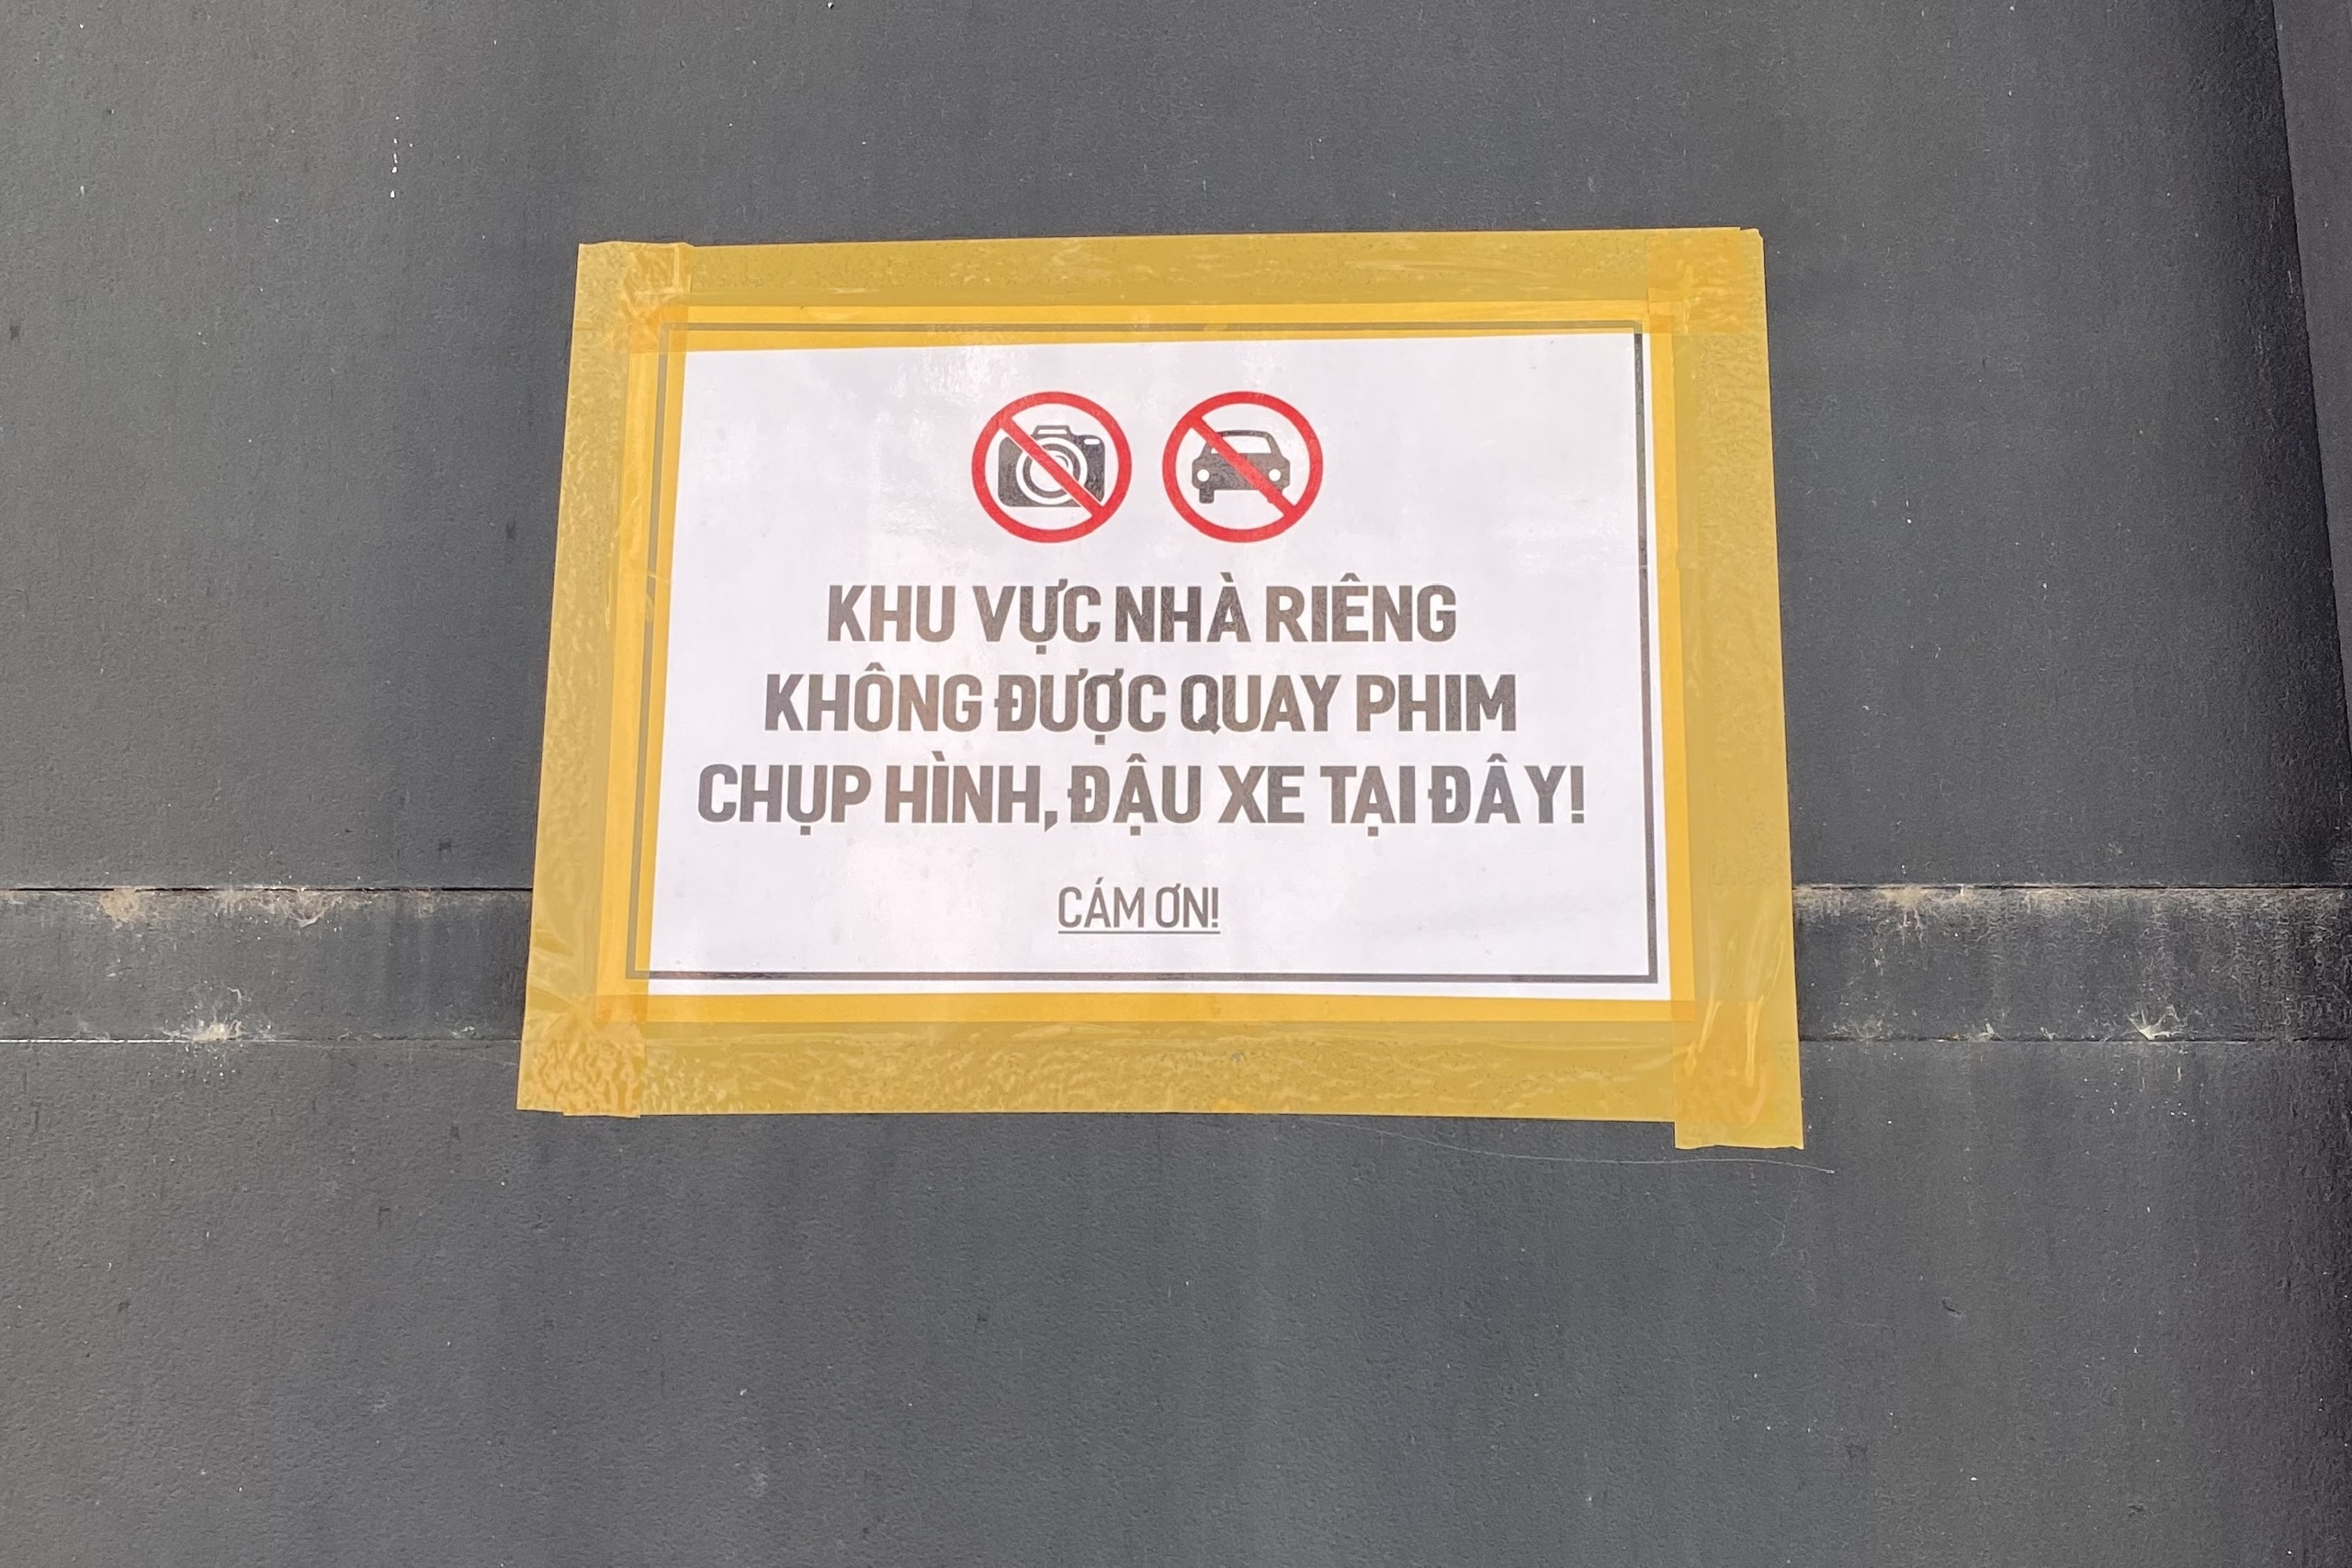 KHU VỰC NHÀ RIÊNG
KHÔNG ĐƯỢC QUAY PHIM
CHỤP HÌNH, ĐẬU XE TẠI ĐÂY!
CÁM ƠN!